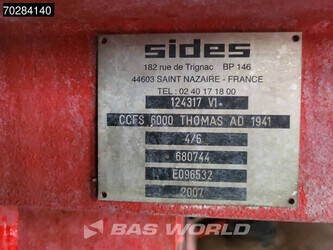 70284140
sides
182 rue de Trignac BP 146
44603 SAINT NAZAIRE - FRANCE
TEL : 02 40 17 18 00
124317 V1*
CCFS 6000 THOMAS AD 1941
4/6
680744
E096532
2007
BAS WORLD